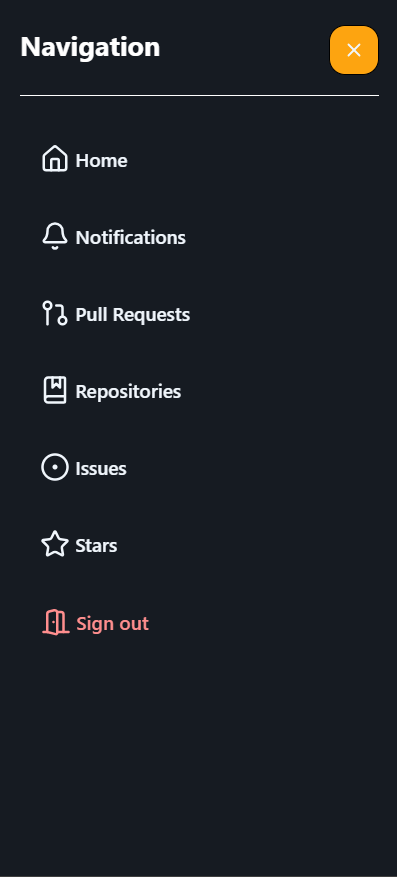 Navigation
Home
Notifications
Pull Requests
Repositories
Issues
Stars
Sign out